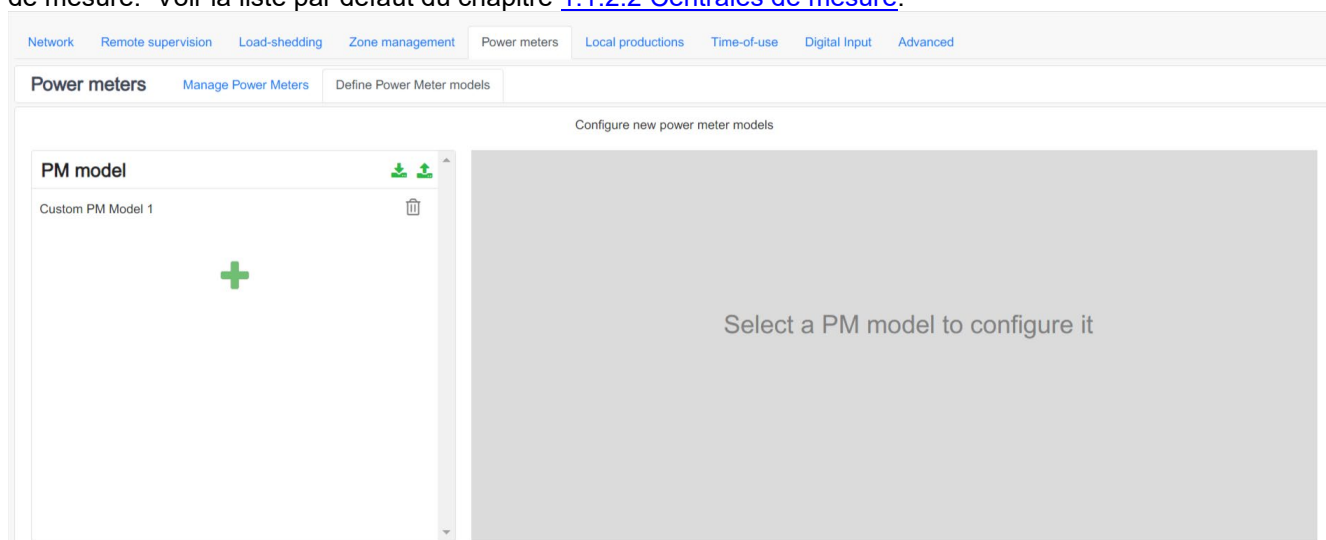 de mesure. Voir la liste par défaut du chapitre 1.1.2.2 Centrales de mesure.
Network Remote supervision Load-shedding Zone management Power meters Local productions Time-of-use Digital Input Advanced
Power meters Manage Power Meters Define Power Meter models
Configure new power meter models
PM model
Custom PM Model 1
Select a PM model to configure it